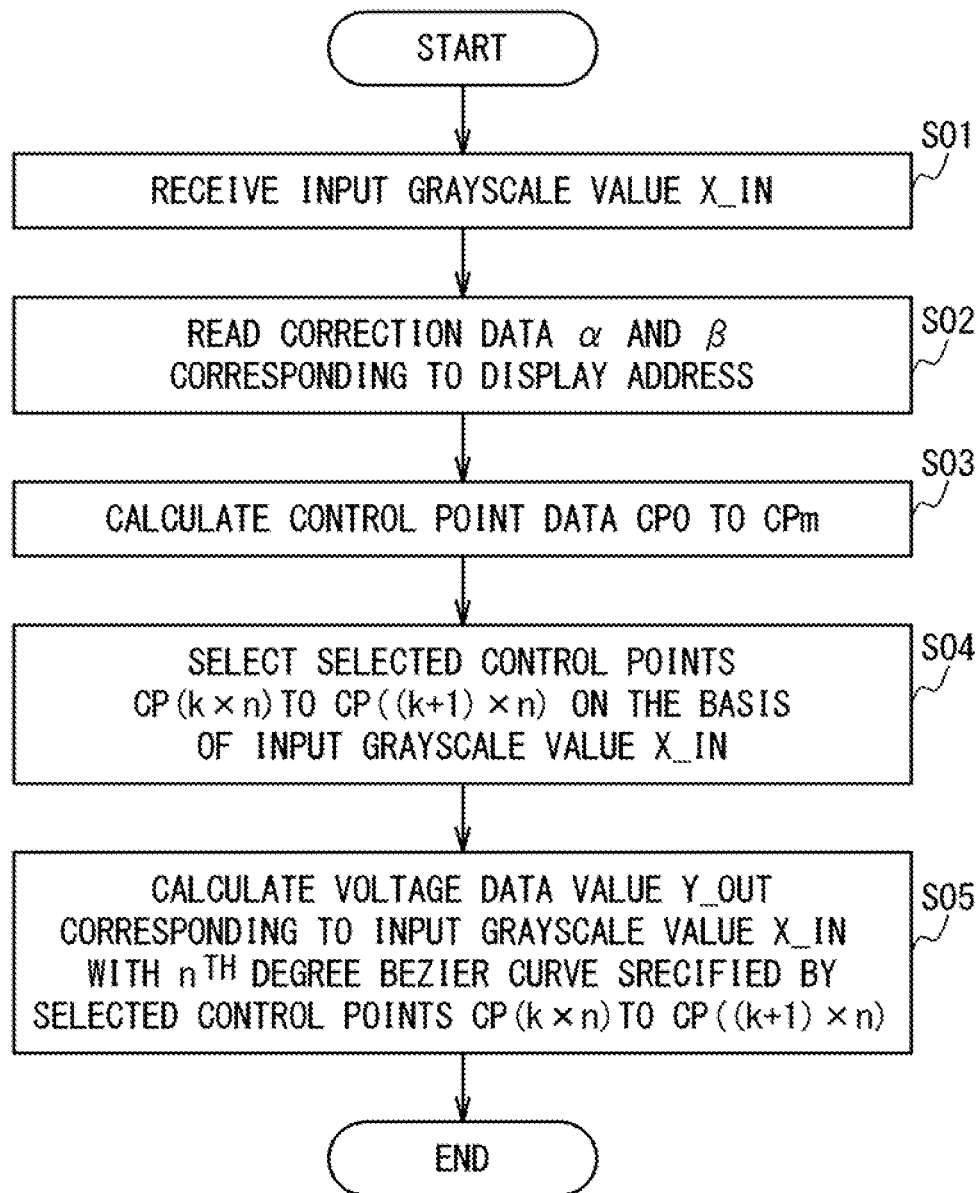 START
S01
RECEIVE INPUT GRAYSCALE VALUE X_IN
S02
READ CORRECTION DATA α AND β
CORRESPONDING TO DISPLAY ADDRESS
S03
CALCULATE CONTROL POINT DATA CP0 TO CPm
S04
SELECT SELECTED CONTROL POINTS
CP(k×n)TO CP((k+1)×n) ON THE BASIS
OF INPUT GRAYSCALE VALUE X_IN
S05
CALCULATE VOLTAGE DATA VALUE Y_OUT
CORRESPONDING TO INPUT GRAYSCALE VALUE X_IN
WITH nTH DEGREE BEZIER CURVE SRECIFIED BY
SELECTED CONTROL POINTS CP(k×n)TO CP((k+1)×n)
END